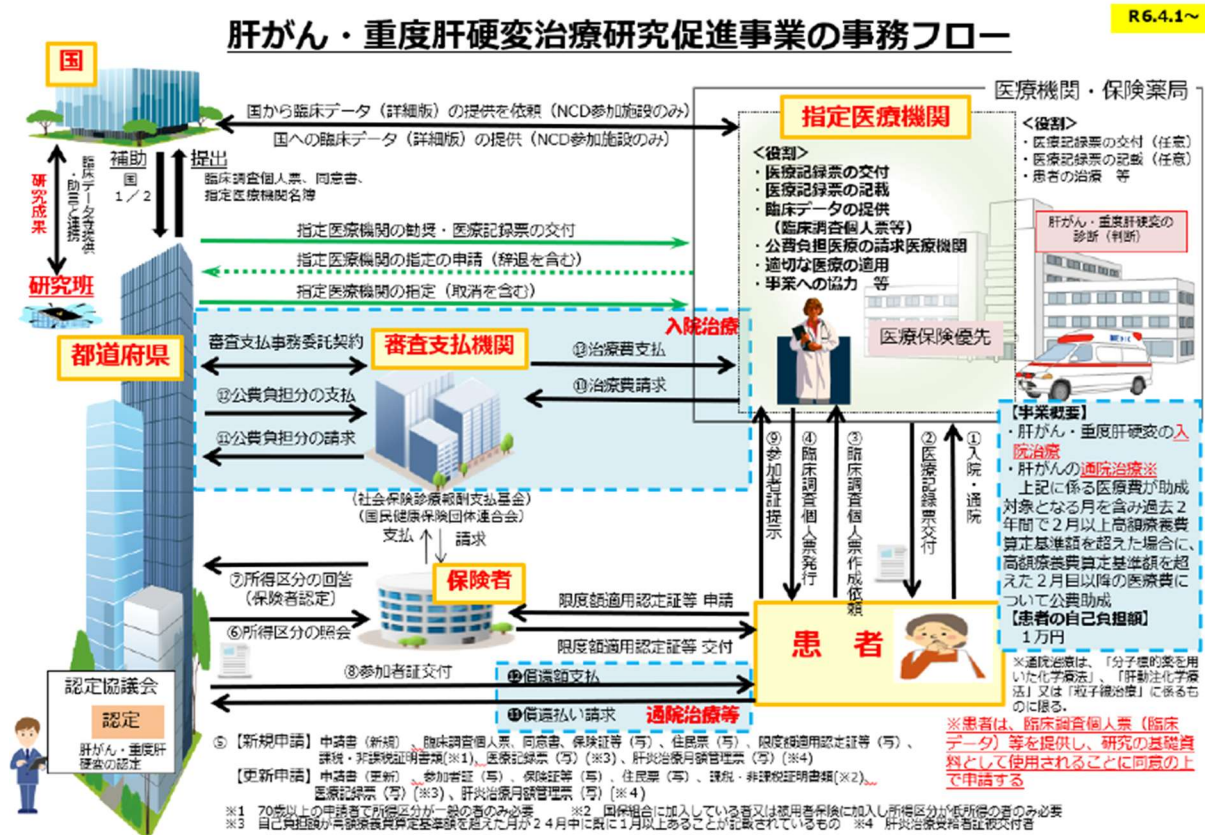 R6.4.1～
肝がん・重度肝硬変治療研究促進事業の事務フロー
国
国から臨床データ（詳細版）の提供を依頼（NCD参加施設のみ）
国への臨床データ（詳細版）の提供（NCD参加施設のみ）
補助
国
１／２
提出
臨床調査個人票、同意書、
指定医療機関名簿
研究成果
臨床データ等提供
・助言と連携
研究班
指定医療機関の勧奨・医療記録票の交付
指定医療機関の指定の申請（辞退を含む）
指定医療機関の指定（取消を含む）
医療機関・保険薬局
指定医療機関
＜役割＞
・医療記録票の交付
・医療記録票の記載
・臨床データの提供
（臨床調査個人票等）
・公費負担医療の請求医療機関
・適切な医療の適用
・事業への協力　等
＜役割＞
・医療記録票の交付（任意）
・医療記録票の記載（任意）
・患者の治療　等
肝がん・重度肝硬変の
診断（判断）
医療保険優先
都道府県
入院治療
審査支払事務委託契約
審査支払機関
⑬治療費支払
⑩治療費請求
⑫公費負担分の支払
⑪公費負担分の請求
（社会保険診療報酬支払基金）
（国民健康保険団体連合会）
支払
請求
保険者
⑦所得区分の回答
（保険者認定）
⑥所得区分の照会
限度額適用認定証等 申請
限度額適用認定証等 交付
⑨参加者証提示
④臨床調査個人票発行
③臨床調査個人票作成依頼
②医療記録票交付
①入院・通院
患　者
⑧参加者証交付
⓬償還額支払
⓫償還払い請求
通院治療等
【事業概要】
・肝がん・重度肝硬変の入
院治療
・肝がんの通院治療※
上記に係る医療費が助成
対象となる月を含み過去２
年間で２月以上高額療養費
算定基準額を超えた場合に、
高額療養費算定基準額を超
えた２月目以降の医療費に
ついて公費助成
【患者の自己負担額】
１万円
※通院治療は、「分子標的薬を用
いた化学療法」、「肝動注化学療
法」又は「粒子線治療」に係るも
のに限る。
※患者は、臨床調査個人票（臨床
データ）等を提供し、研究の基礎資
料として使用されることに同意の上
で申請する
認定協議会
認定
肝がん・重度肝
硬変の認定
⑤【新規申請】申請書（新規）、臨床調査個人票、同意書、保険証等（写）、住民票（写）、限度額適用認定証等（写）、
課税・非課税証明書類(※1)、医療記録票（写）(※３)、肝炎治療月額管理票（写）(※４)
【更新申請】申請書（更新）、参加者証（写）、保険証等（写）、住民票（写）、課税・非課税証明書類(※２)、
医療記録票（写）(※３)、肝炎治療月額管理票（写）(※４)
※１　70歳以上の申請者で所得区分が一般の者のみ必要　※２　国保組合に加入している者又は被用者保険に加入し所得区分が低所得の者のみ必要
※３　自己負担額が高額療養費算定基準額を超えた月が２４月中に既に１月以上あることが記載されているもの　※４　肝炎治療受給者証被交付者